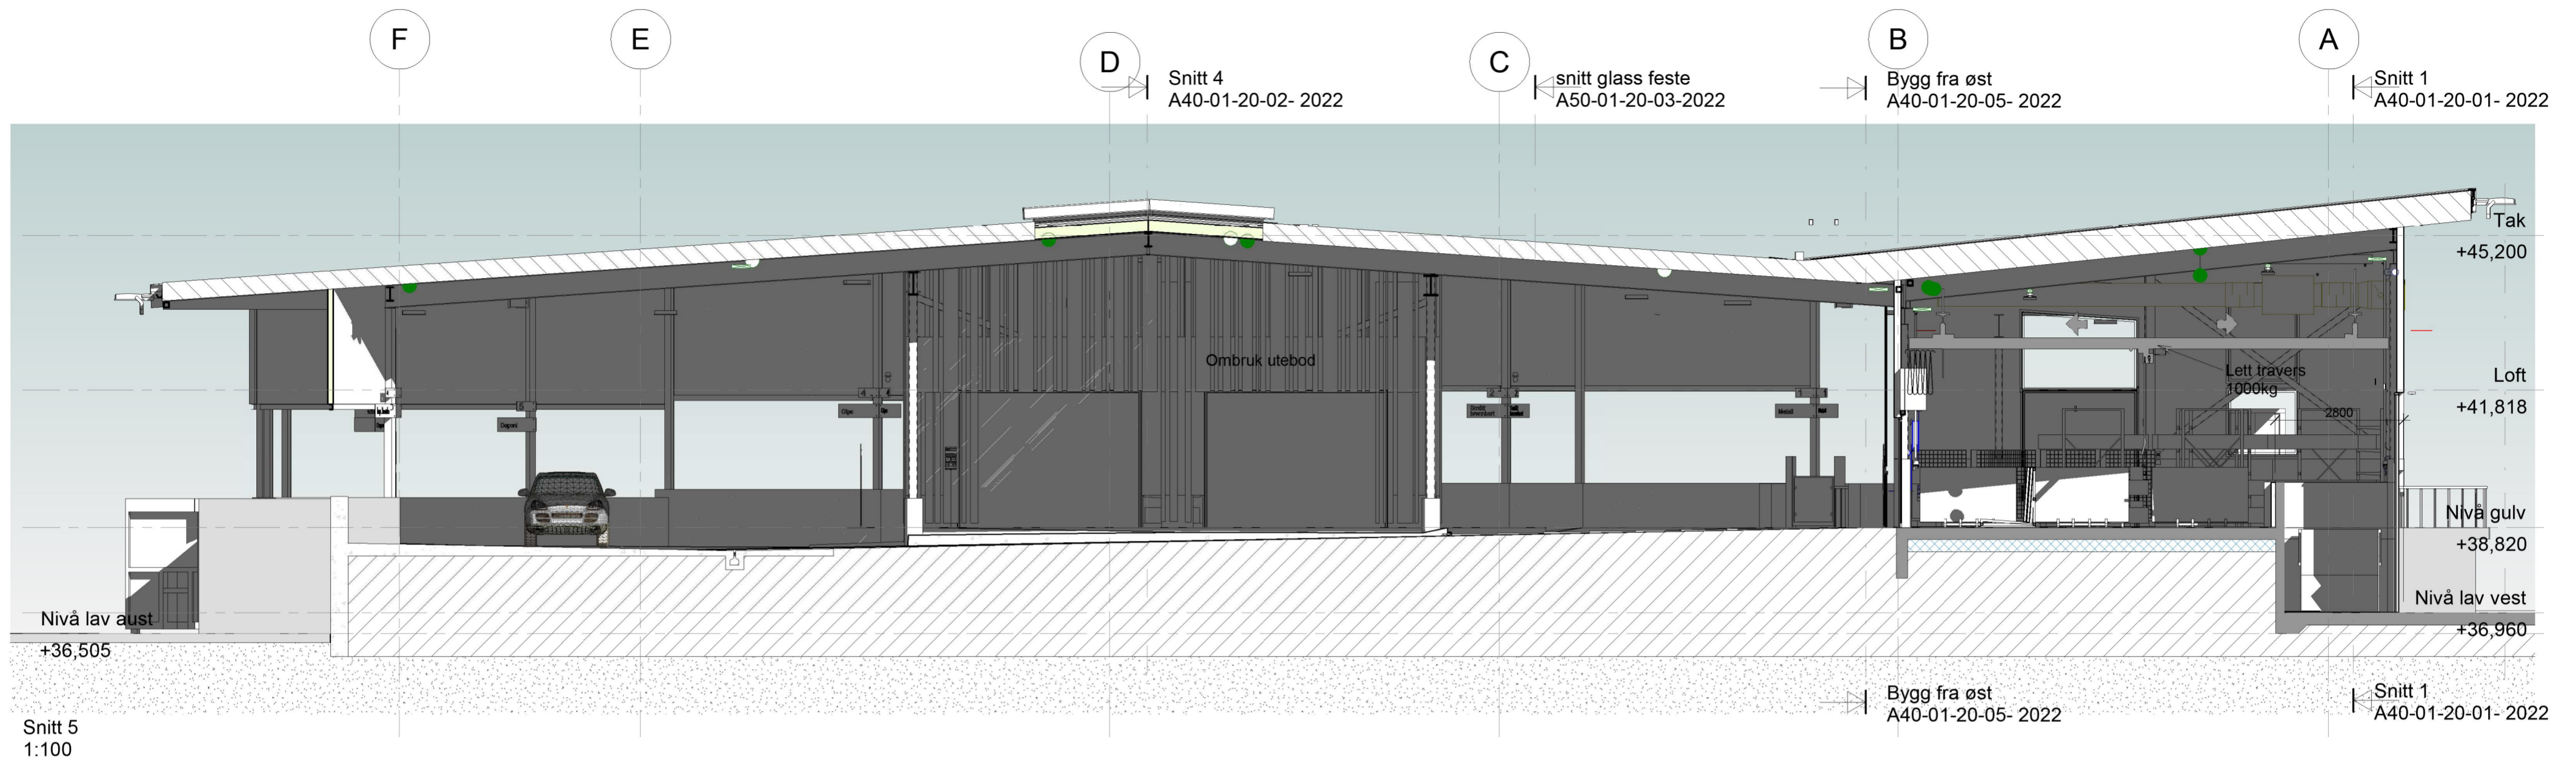 F
E
D
C
B
A
Snitt 4
A40-01-20-02- 2022
snitt glass feste
A50-01-20-03-2022
Bygg fra øst
A40-01-20-05- 2022
Snitt 1
A40-01-20-01- 2022
Tak
+45,200
Ombruk utebod
Lett travers
1000kg
Loft
+41,818
2800
Deponi
Gips
Metall
Nivå gulv
+38,820
Nivå lav vest
+36,960
Nivå lav aust
+36,505
Bygg fra øst
A40-01-20-05- 2022
Snitt 1
A40-01-20-01- 2022
Snitt 5
1:100